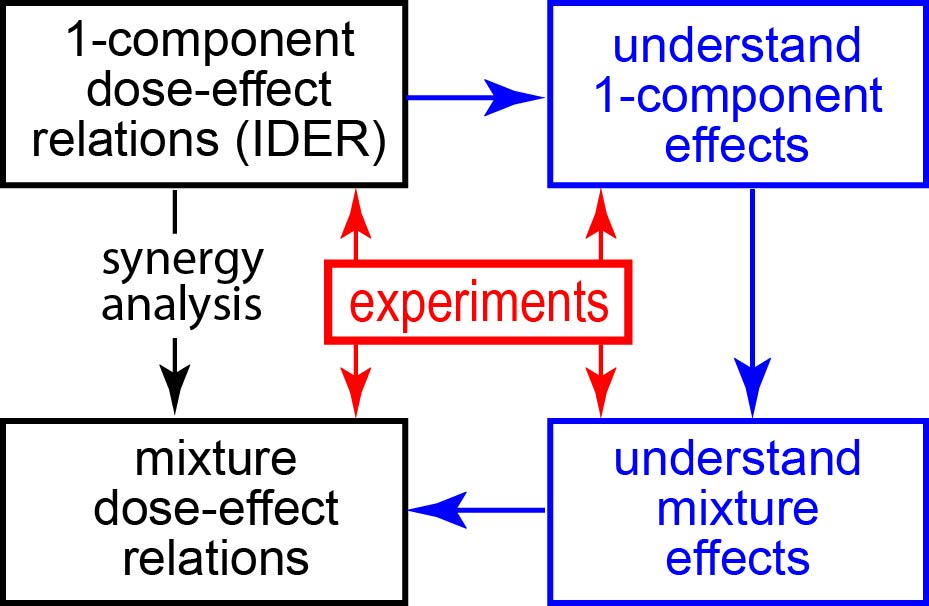 1-component
dose-effect
relations (IDER)
understand
1-component
effects
synergy
analysis
experiments
mixture
dose-effect
relations
understand
mixture
effects